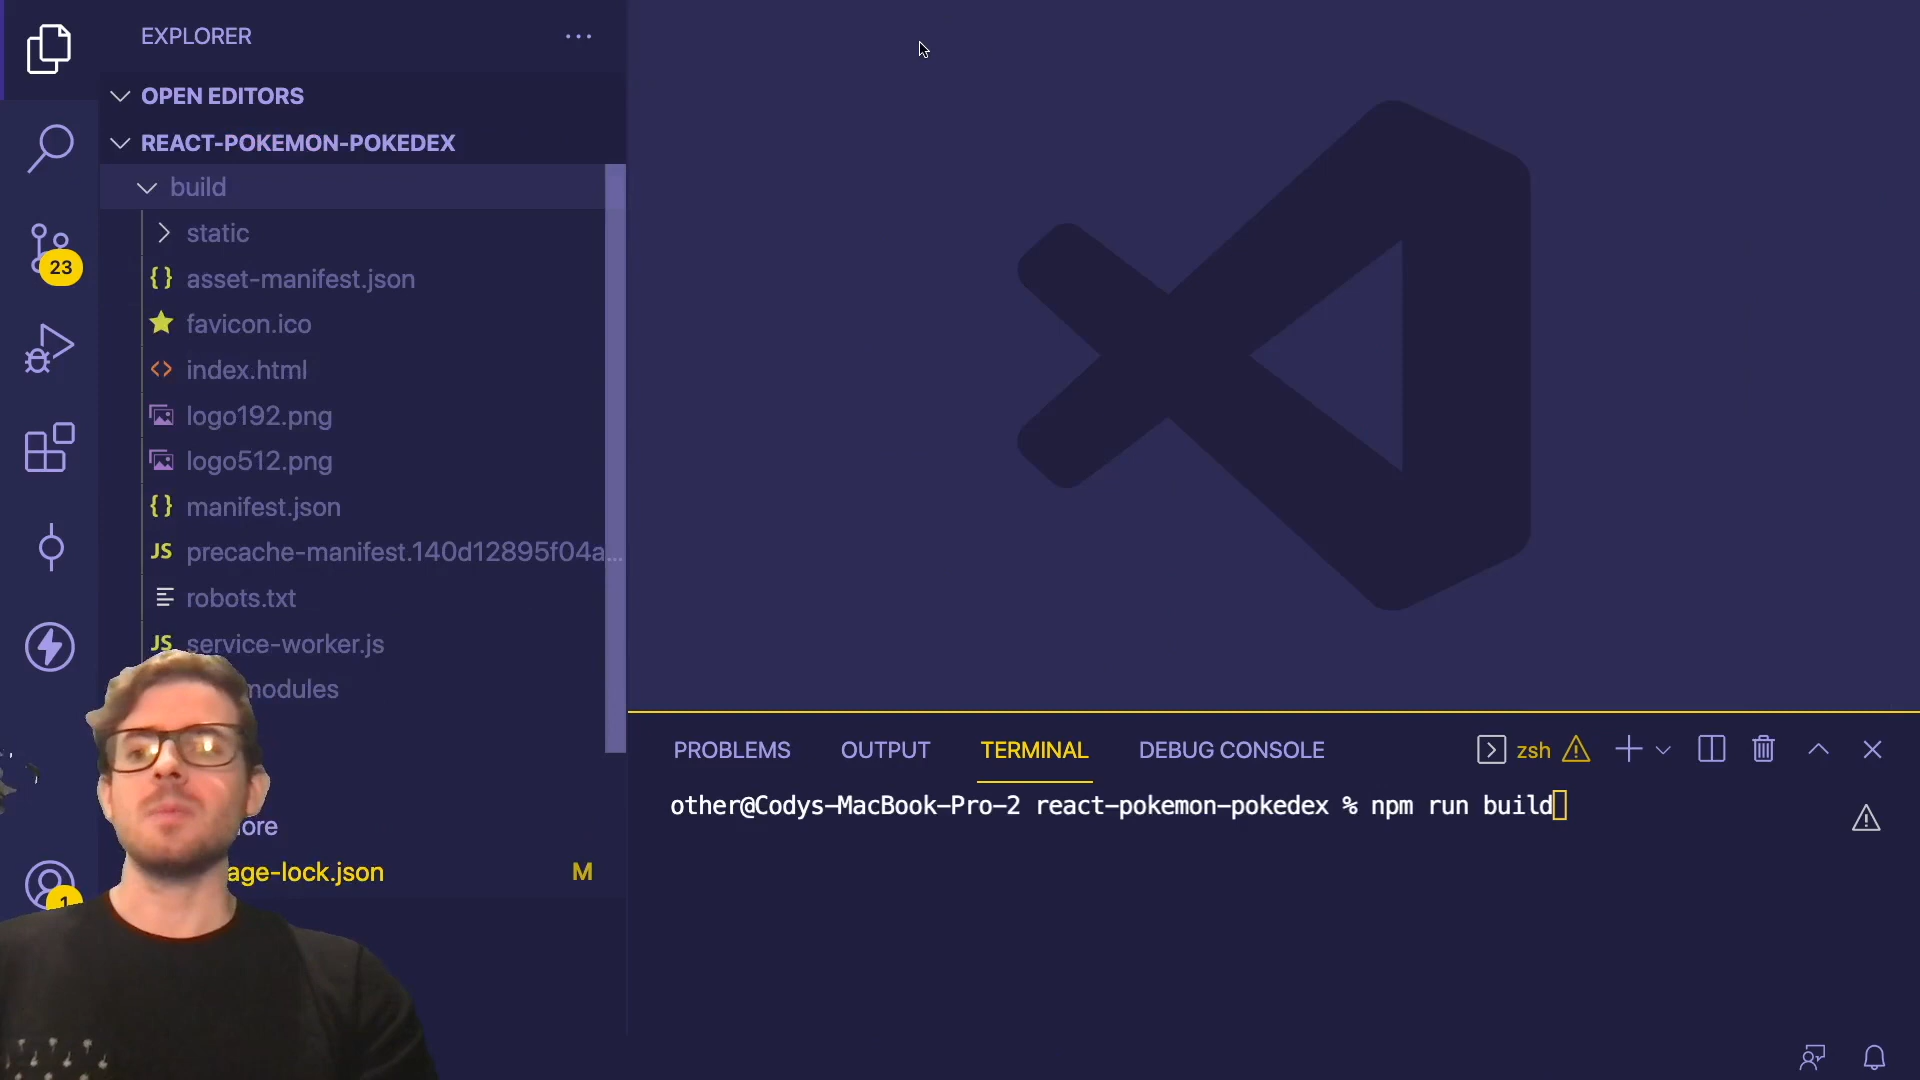 EXPLORER
OPEN EDITORS
REACT-POKEMON-POKEDEX
build
static
asset-manifest.json
favicon.ico
index.html
logo192.png
logo512.png
manifest.json
JS precache-manifest.140d12895f04a...
robots.txt
JS service-worker.js
modules
ore
age-lock.json M
23
1
PROBLEMS OUTPUT TERMINAL DEBUG CONSOLE zsh
other@Codys-MacBook-Pro-2 react-pokemon-pokedex % npm run build